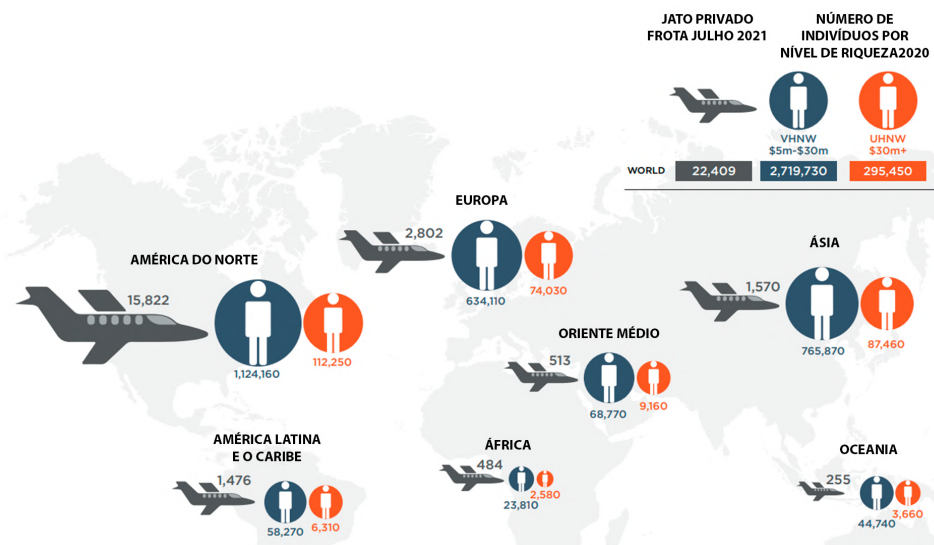 JATO PRIVADO
FROTA JULHO 2021
NÚMERO DE
INDIVÍDUOS POR
NÍVEL DE RIQUEZA2020
VHNW
$5m-$30m
UHNW
$30m+
WORLD
22,409
2,719,730
295,450
EUROPA
2,802
634,110
74,030
AMÉRICA DO NORTE
15,822
1,124,160
112,250
ÁSIA
1,570
765,870
87,460
ORIENTE MÉDIO
513
68,770
9,160
AMÉRICA LATINA
E O CARIBE
1,476
58,270
6,310
ÁFRICA
484
23,810
2,580
OCEANIA
255
44,740
3,660